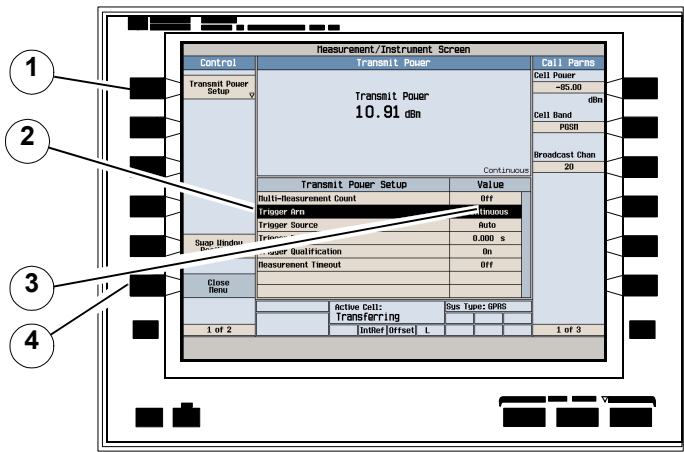 1
2
3
4
Measurement/Instrument Screen
Control
Transmit Power
Call Parms
Transmit Power
Setup
Transmit Power
10.91 dBm
Continuous
Cell Power
-85.00
dBm
Cell Band
PGSM
Broadcast Chan
20
Transmit Power Setup
Value
Multi-Measurement Count
Off
Trigger Arm
Continuous
Trigger Source
Auto
Trigger
0.000 s
Trigger Qualification
On
Measurement Timeout
Off
Swap Window
Close
Menu
Active Cell:
Transferring
Sys Type: GPRS
IntRef
Offset
L
1 of 2
1 of 3